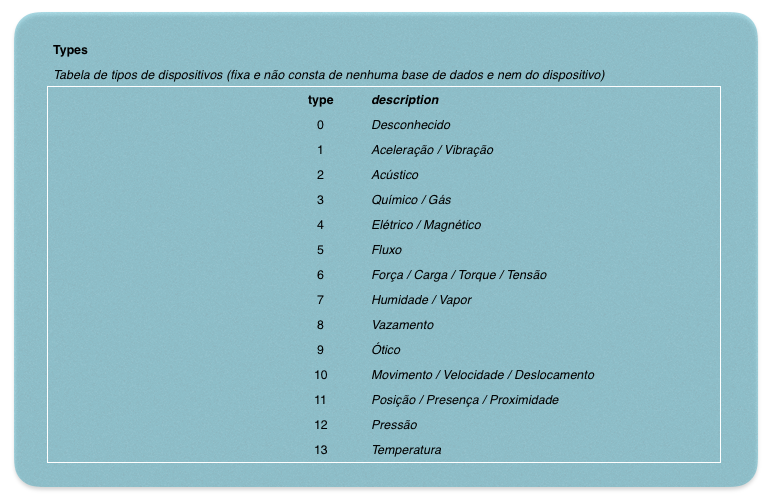 Types
Tabela de tipos de dispositivos (fixa e não consta de nenhuma base de dados e nem do dispositivo)
type description
0 Desconhecido
1 Aceleração / Vibração
2 Acústico
3 Químico / Gás
4 Elétrico / Magnético
5 Fluxo
6 Força / Carga / Torque / Tensão
7 Humidade / Vapor
8 Vazamento
9 Ótico
10 Movimento / Velocidade / Deslocamento
11 Posição / Presença / Proximidade
12 Pressão
13 Temperatura